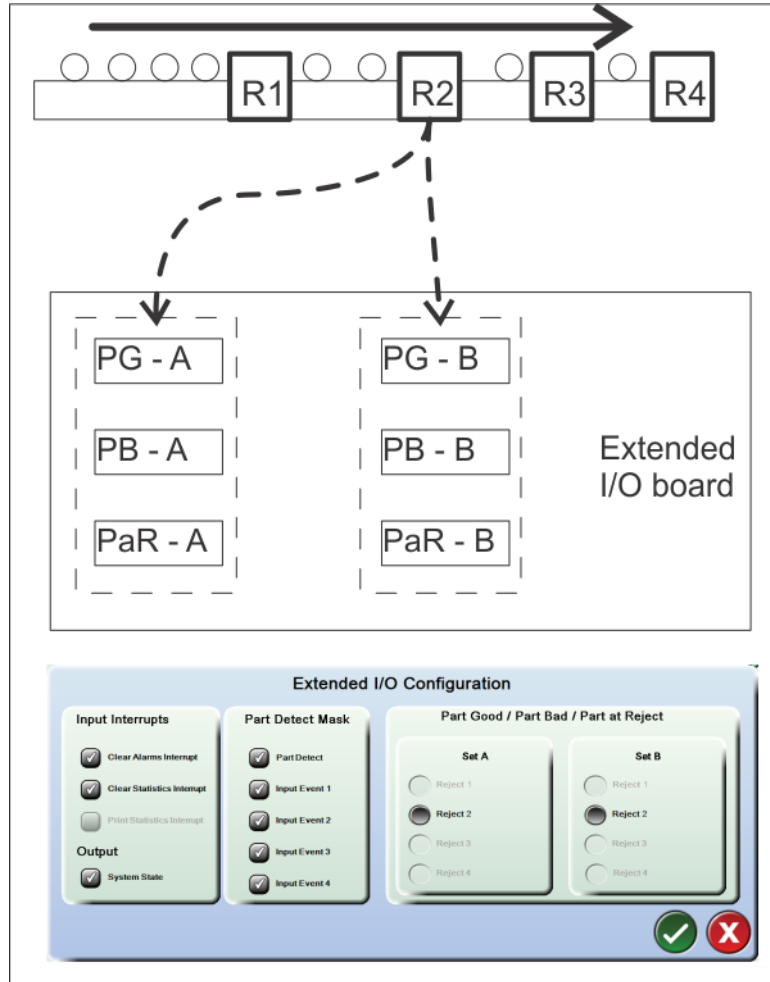 R1 R2 R3 R4
PG - A PG - B
PB - A PB - B
Extended
I/O board
PaR - A PaR - B
Extended I/O Configuration
Input Interrupts
Clear Alarms Interrupt
Clear Statistics Interrupt
Print Statistics Interrupt
Output
System State
Part Detect Mask
Part Detect
Input Event 1
Input Event 2
Input Event 3
Input Event 4
Part Good / Part Bad / Part at Reject
Set A
Reject 1
Reject 2
Reject 3
Reject 4
Set B
Reject 1
Reject 2
Reject 3
Reject 4